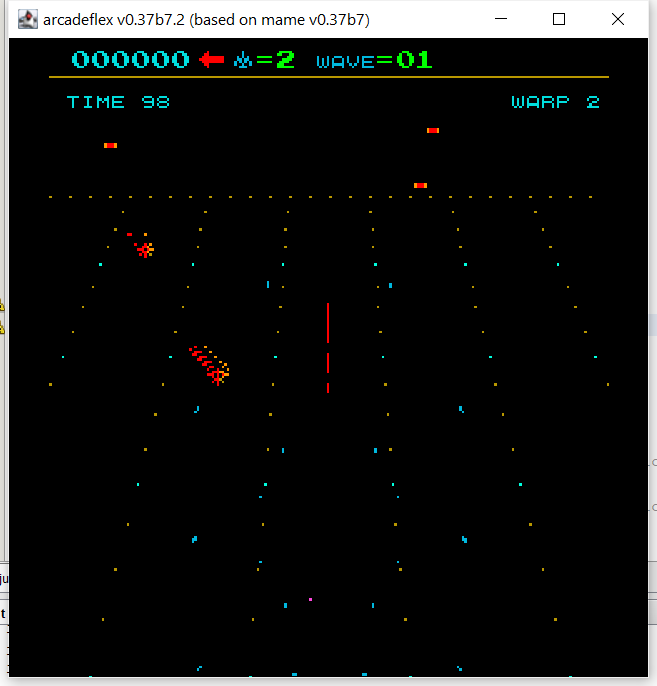 arcadeflex v0.37b7.2 (based on mame v0.37b7)
000000 =2 WAVE=01
TIME 98 WARP 2